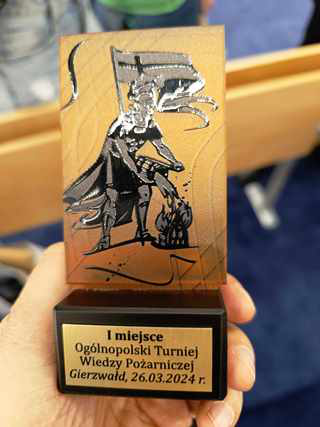 I miejsce
Ogólnopolski Turniej
Wiedzy Pożarniczej
Gierzwałd, 26.03.2024 r.